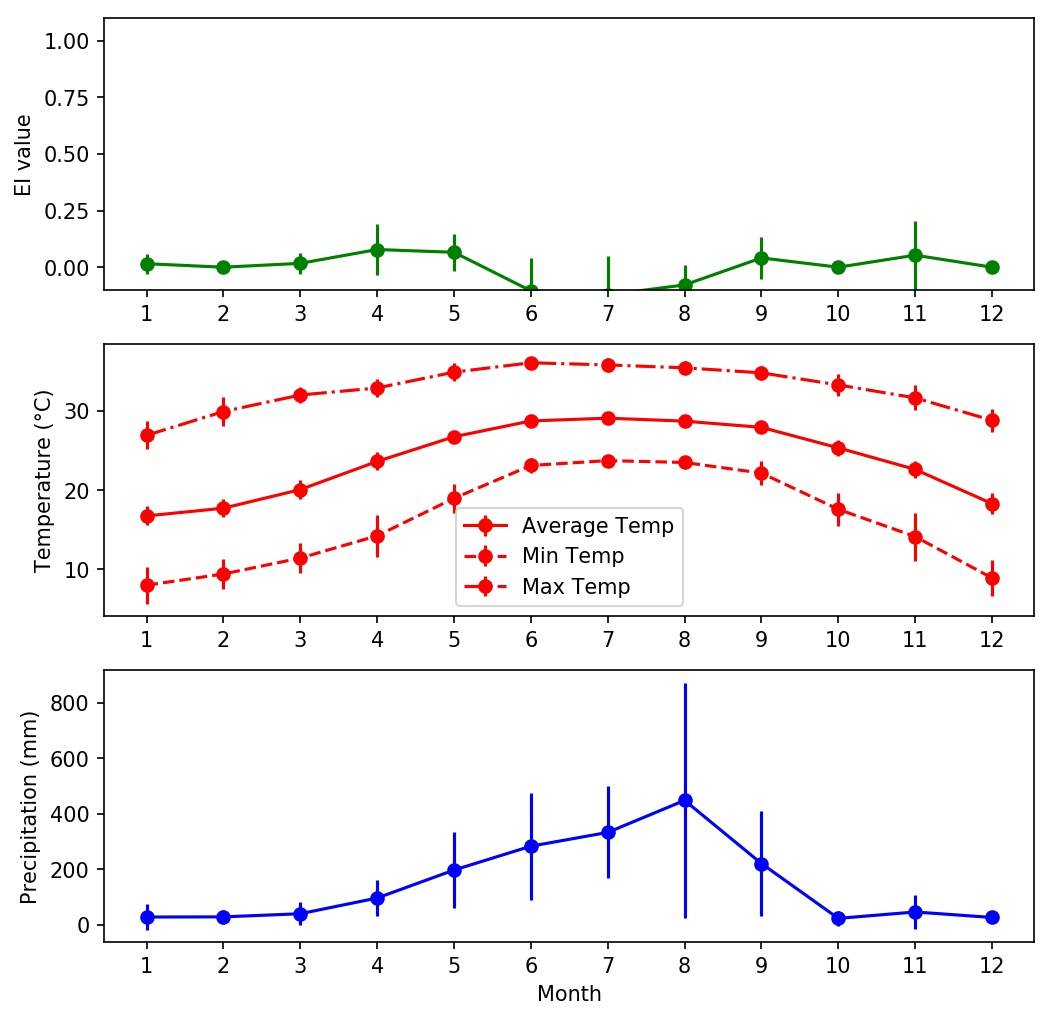 1.00
0.75
0.50
0.25
0.00
EI value
1 2 3 4 5 6 7 8 9 10 11 12
30
20
10
Temperature (°C)
Average Temp
Min Temp
Max Temp
1 2 3 4 5 6 7 8 9 10 11 12
800
600
400
200
0
Precipitation (mm)
1 2 3 4 5 6 7 8 9 10 11 12
Month